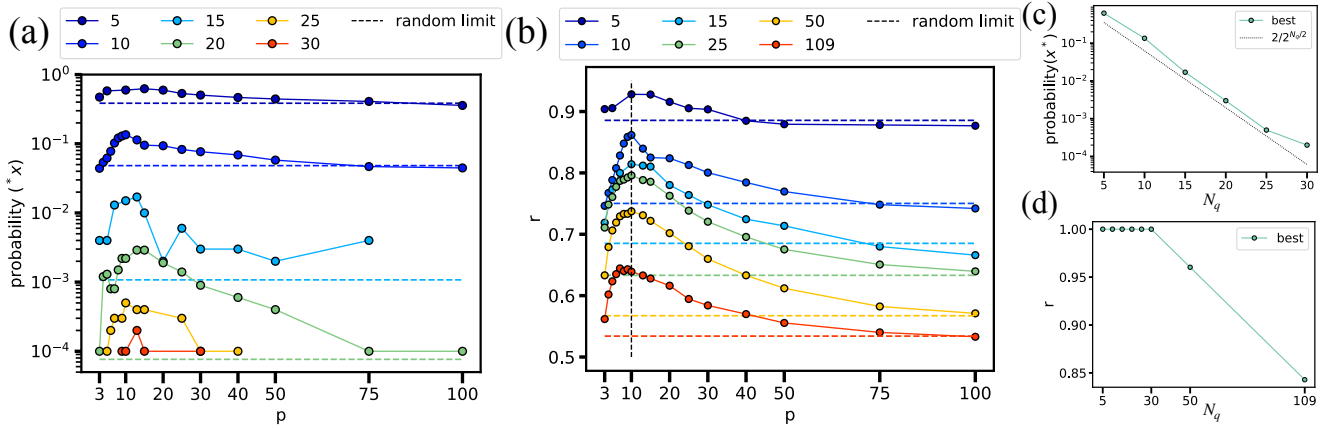 (a)
5 15 25 random limit
10 20 30
probability (*x)
10^0
10^-1
10^-2
10^-3
10^-4
3 10 20 30 40 50 75 100
p
(b)
5 15 50 random limit
10 25 109
r
0.9
0.8
0.7
0.6
0.5
3 10 20 30 40 50 75 100
p
(c)
best
2/2^{N_q/2}
probability(x*)
10^-1
10^-2
10^-3
10^-4
5 10 15 20 25 30
N_q
(d)
best
r
1.00
0.95
0.90
0.85
5 30 50 109
N_q